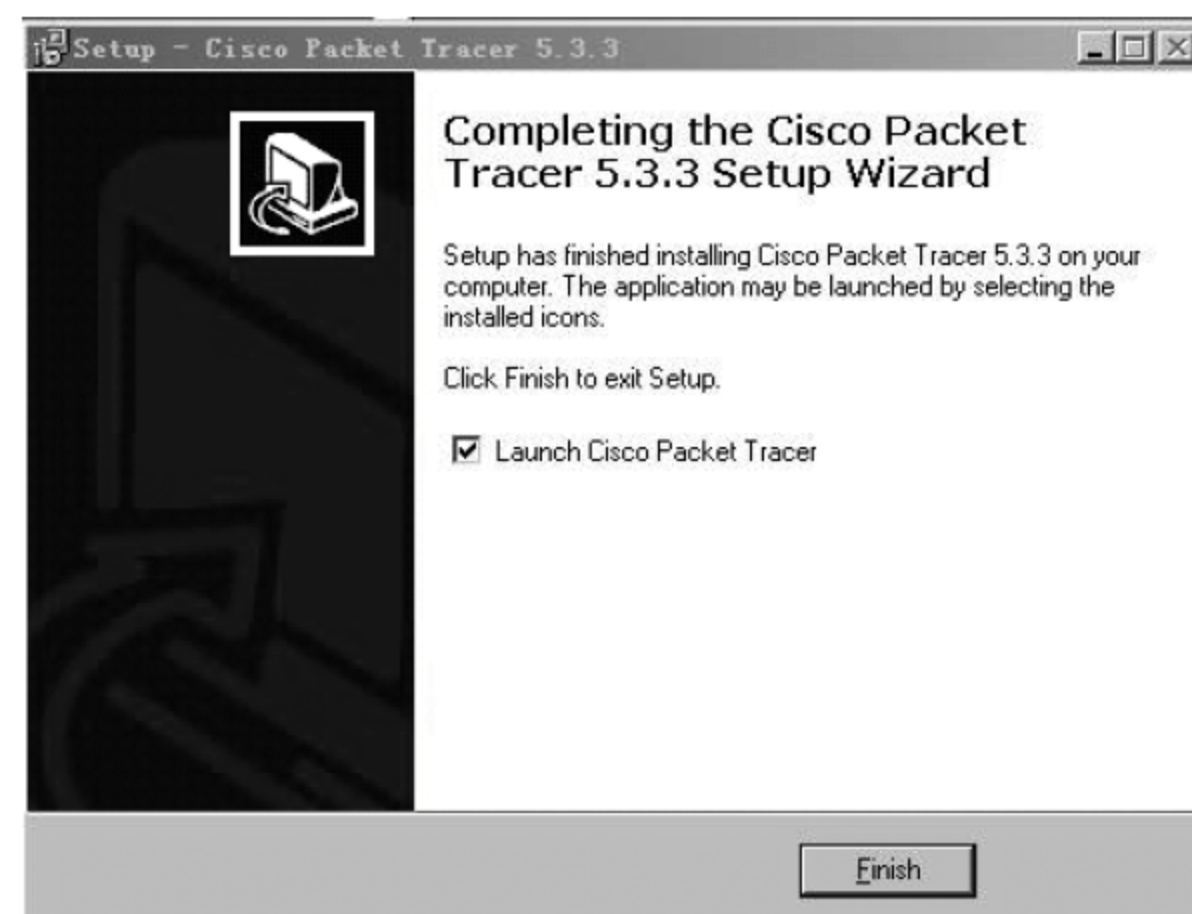 Setup - Cisco Packet Tracer 5.3.3
Completing the Cisco Packet
Tracer 5.3.3 Setup Wizard
Setup has finished installing Cisco Packet Tracer 5.3.3 on your
computer. The application may be launched by selecting the
installed icons.
Click Finish to exit Setup.
Launch Cisco Packet Tracer
Finish